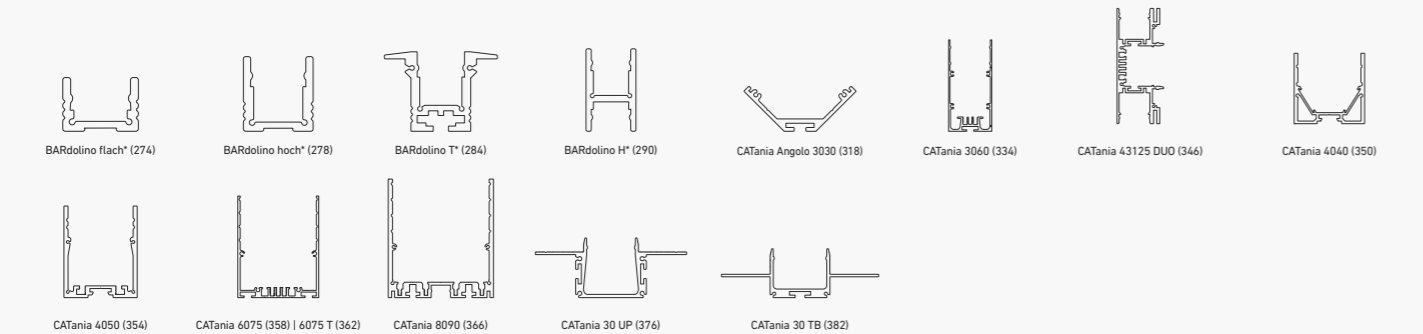 BARdolino flach* (274)
BARdolino hoch* (278)
BARdolino T* (284)
BARdolino H* (290)
CATania Angolo 3030 (318)
CATania 3060 (334)
CATania 43125 DUO (346)
CATania 4040 (350)
CATania 4050 (354)
CATania 6075 (358) | 6075 T (362)
CATania 8090 (366)
CATania 30 UP (376)
CATania 30 TB (382)